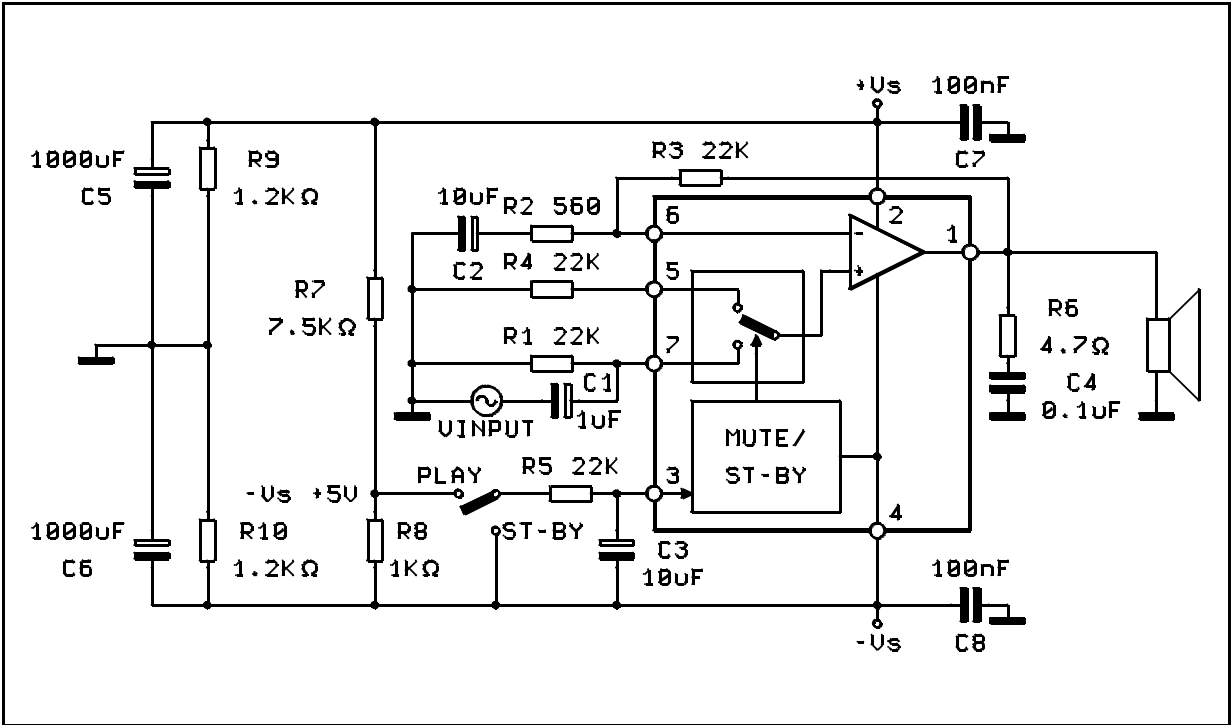 +Vs
100nF
C7
1000uF
C5
R9
1.2KΩ
R3 22K
10uF
C2
R2 560
6
2
-
1
R4 22K
5
+
R7
7.5KΩ
R1 22K
7
R6
4.7Ω
C4
0.1uF
C1
1uF
VINPUT
MUTE/
ST-BY
PLAY
R5 22K
3
-Vs +5V
4
1000uF
C6
R10
1.2KΩ
R8
1KΩ
ST-BY
C3
10uF
100nF
C8
-Vs